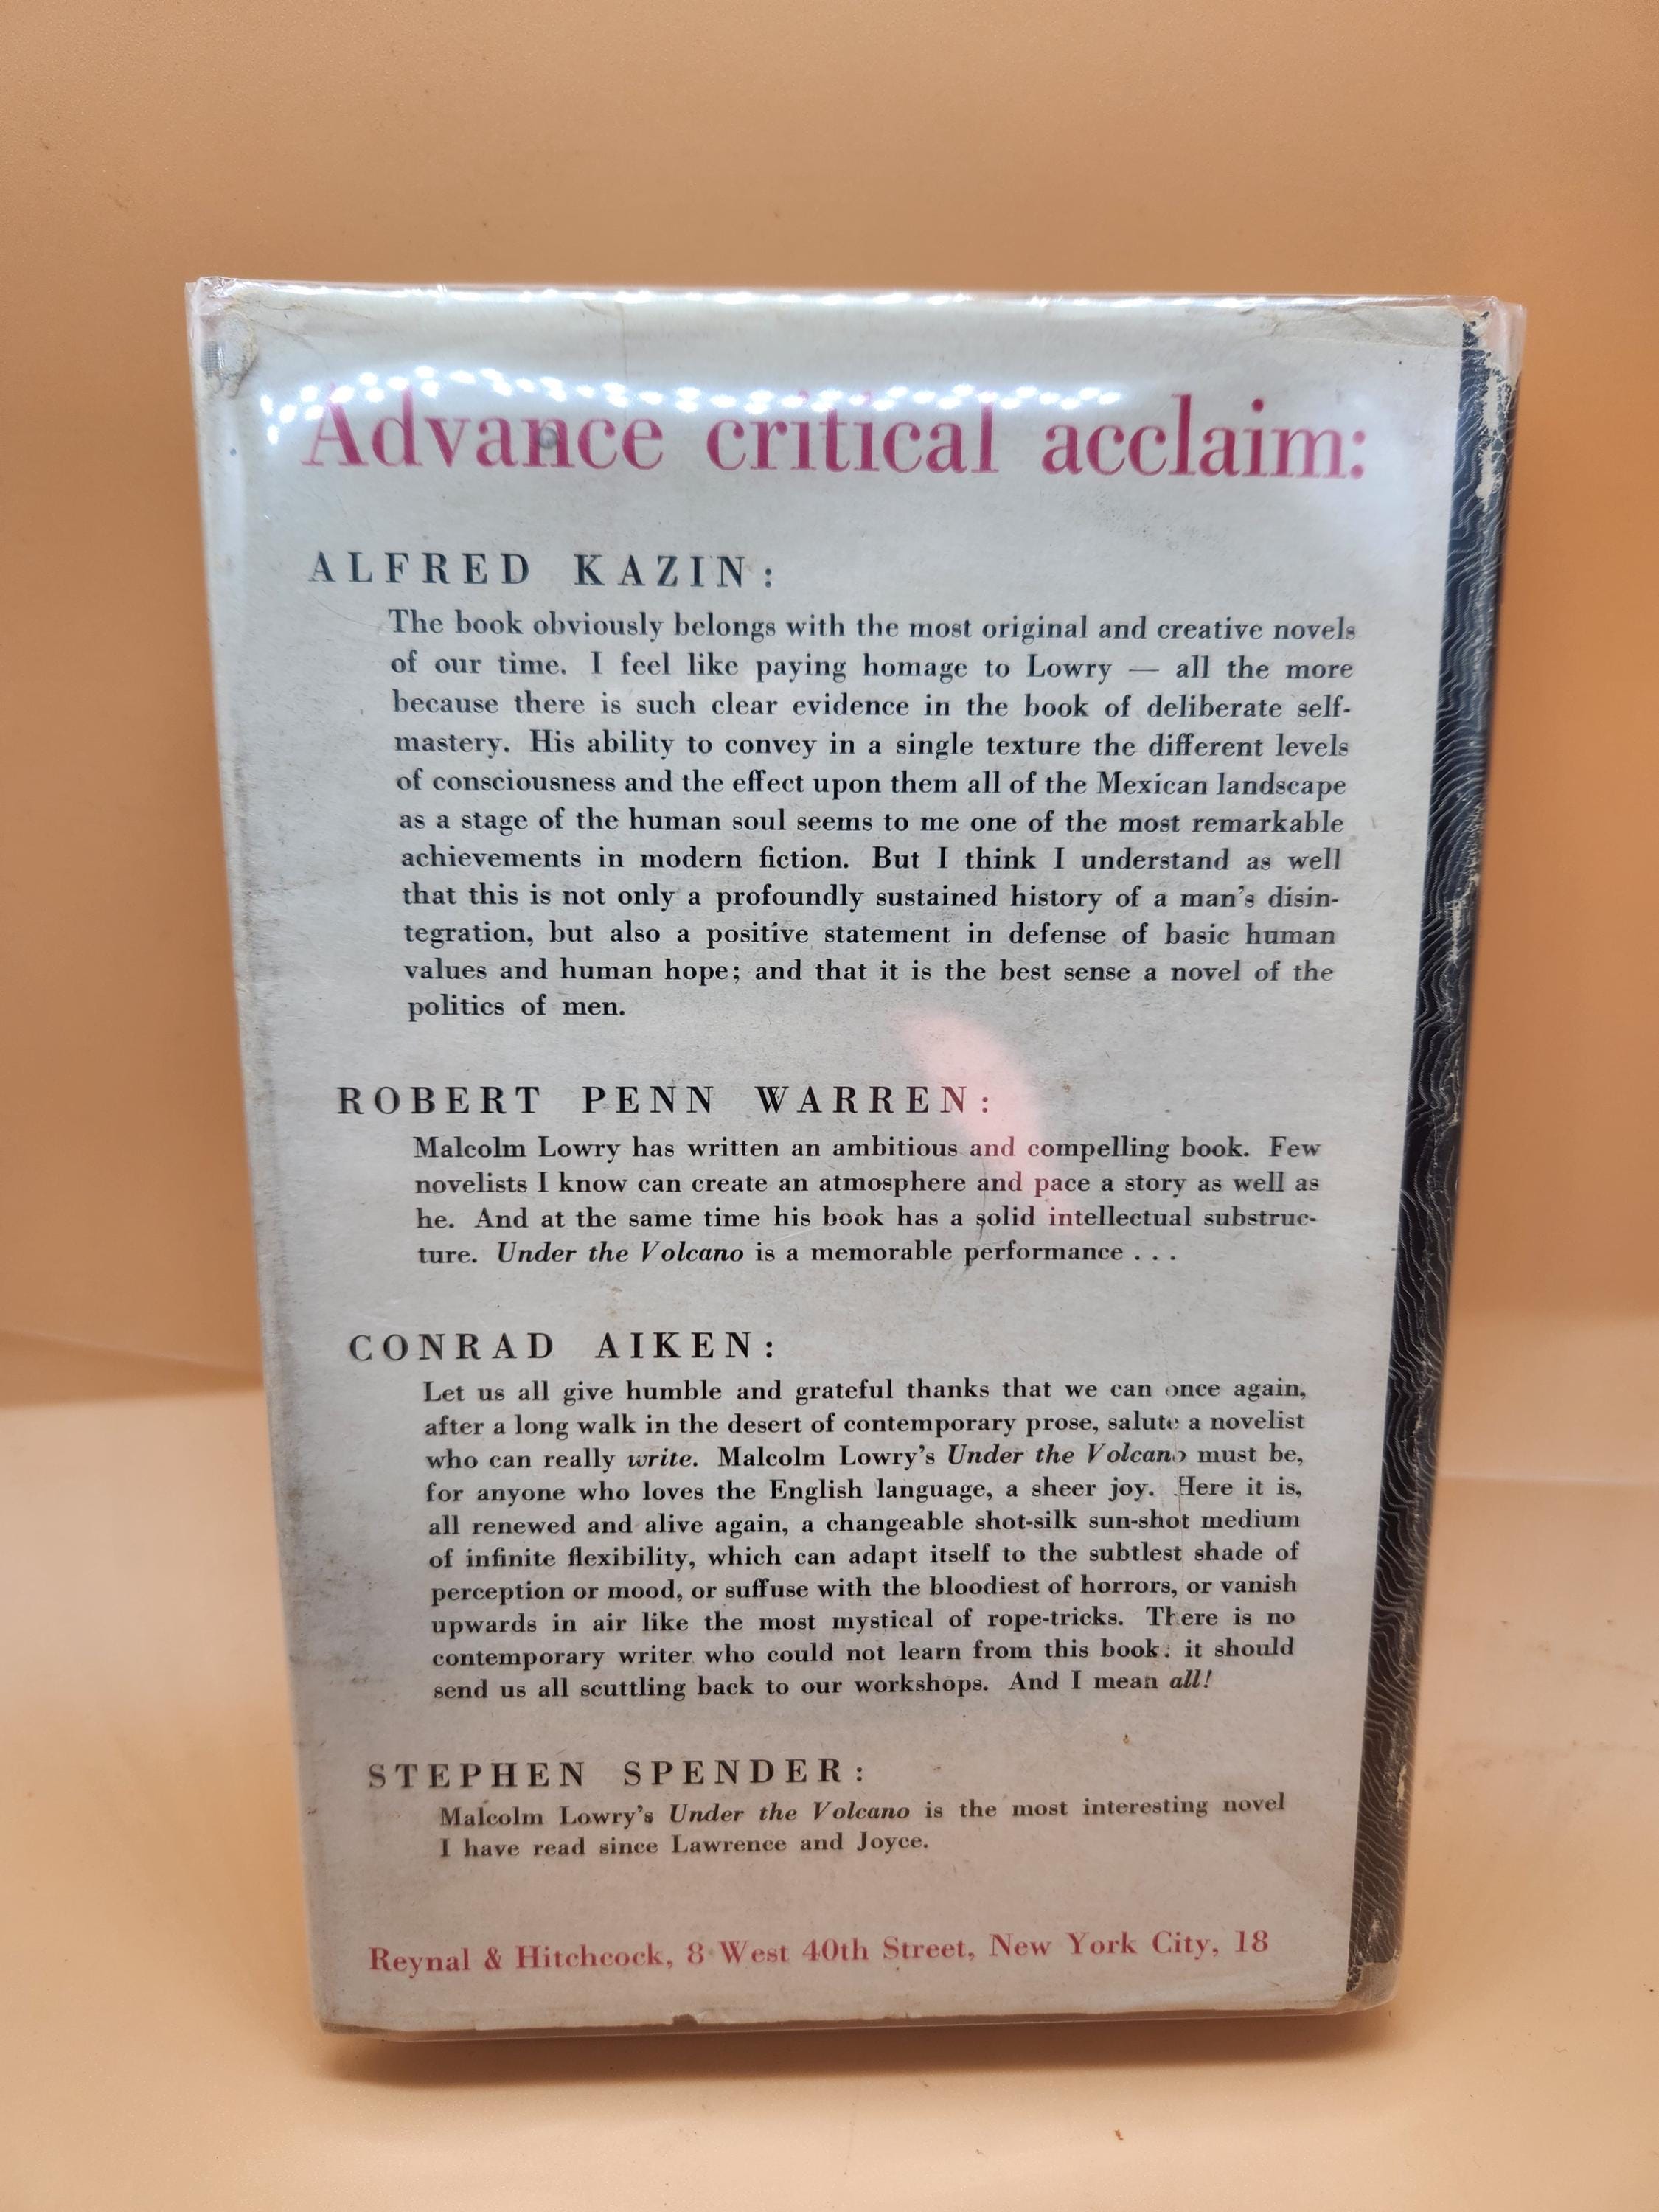 Advance critical acclaim:
ALFRED KAZIN:
The book obviously belongs with the most original and creative novels
of our time. I feel like paying homage to Lowry — all the more
because there is such clear evidence in the book of deliberate self-
mastery. His ability to convey in a single texture the different levels
of consciousness and the effect upon them all of the Mexican landscape
as a stage of the human soul seems to me one of the most remarkable
achievements in modern fiction. But I think I understand as well
that this is not only a profoundly sustained history of a man's disin-
tegration, but also a positive statement in defense of basic human
values and human hope; and that it is the best sense a novel of the
politics of men.
ROBERT PENN WARREN:
Malcolm Lowry has written an ambitious and compelling book. Few
novelists I know can create an atmosphere and pace a story as well as
he. And at the same time his book has a solid intellectual substruc-
ture. Under the Volcano is a memorable performance . . .
CONRAD AIKEN:
Let us all give humble and grateful thanks that we can once again,
after a long walk in the desert of contemporary prose, salute a novelist
who can really write. Malcolm Lowry's Under the Volcano must be,
for anyone who loves the English language, a sheer joy. Here it is,
all renewed and alive again, a changeable shot-silk sun-shot medium
of infinite flexibility, which can adapt itself to the subtlest shade of
perception or mood, or suffuse with the bloodiest of horrors, or vanish
upwards in air like the most mystical of rope-tricks. There is no
contemporary writer who could not learn from this book: it should
send us all scuttling back to our workshops. And I mean all!
STEPHEN SPENDER:
Malcolm Lowry's Under the Volcano is the most interesting novel
I have read since Lawrence and Joyce.
Reynal & Hitchcock, 8 West 40th Street, New York City, 18